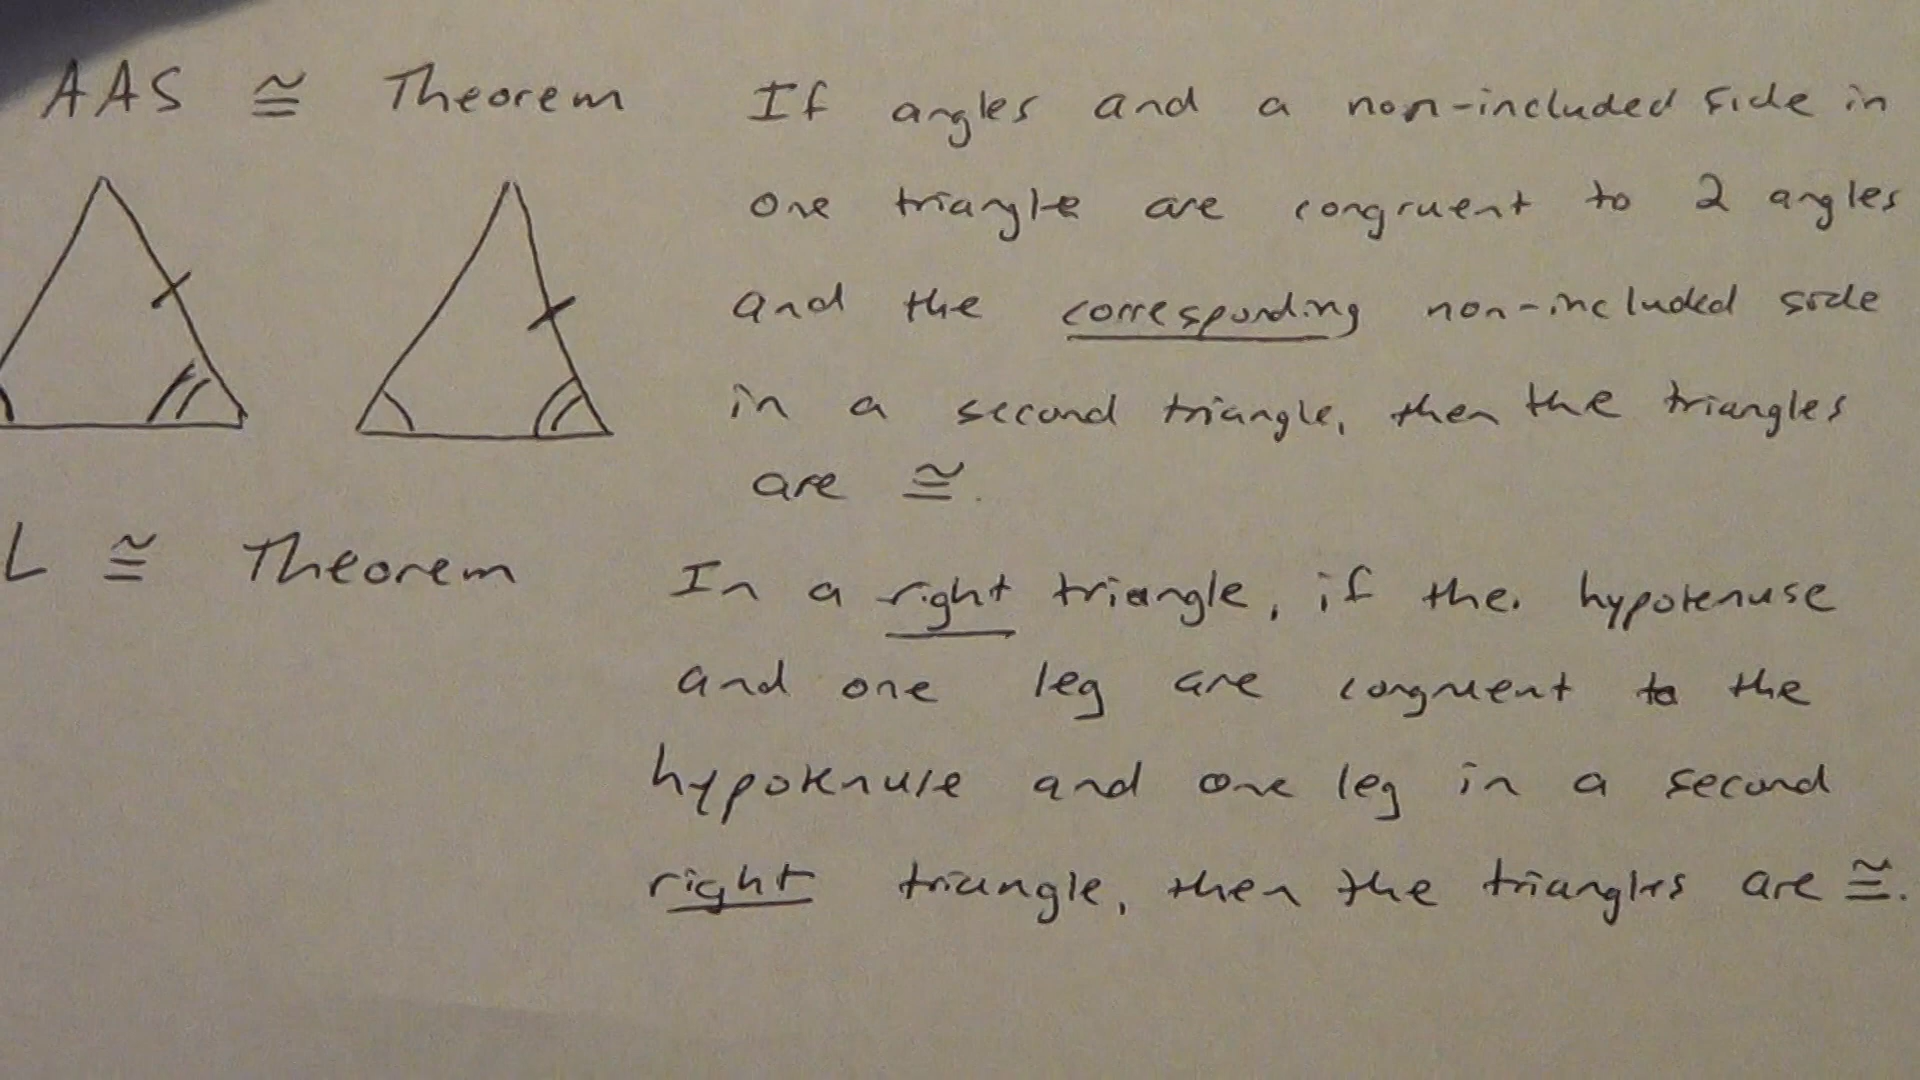 AAS ≅ Theorem
If angles and a non-included side in
one triangle are congruent to 2 angles
and the corresponding non-included side
in a second triangle, then the triangles
are ≅.
L ≅ Theorem
In a right triangle, if the hypotenuse
and one leg are congruent to the
hypotenuse and one leg in a second
right triangle, then the triangles are ≅.